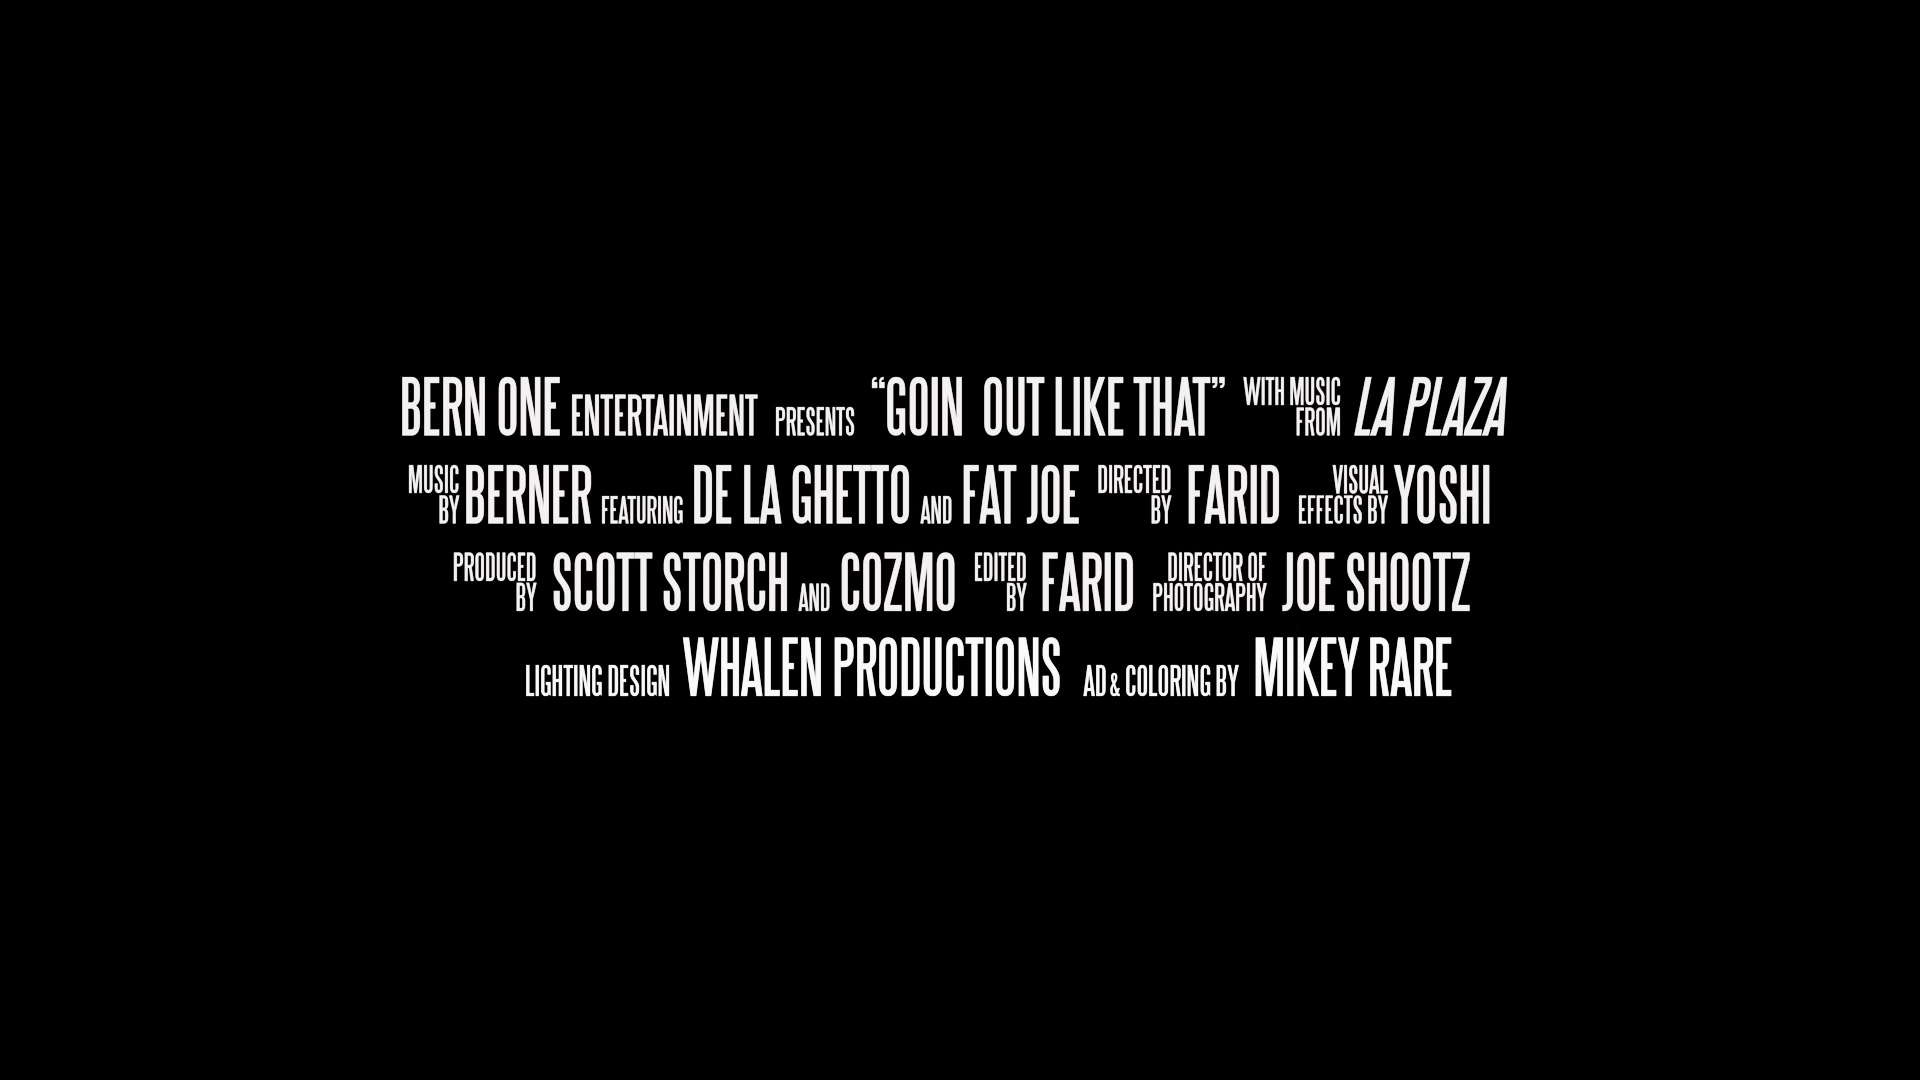 BERN ONE ENTERTAINMENT PRESENTS “GOIN OUT LIKE THAT” WITH MUSIC FROM LA PLAZA
MUSIC BY BERNER FEATURING DE LA GHETTO AND FAT JOE DIRECTED BY FARID VISUAL EFFECTS BY YOSHI
PRODUCED BY SCOTT STORCH AND COZMO EDITED BY FARID DIRECTOR OF PHOTOGRAPHY JOE SHOOTZ
LIGHTING DESIGN WHALEN PRODUCTIONS AD & COLORING BY MIKEY RARE